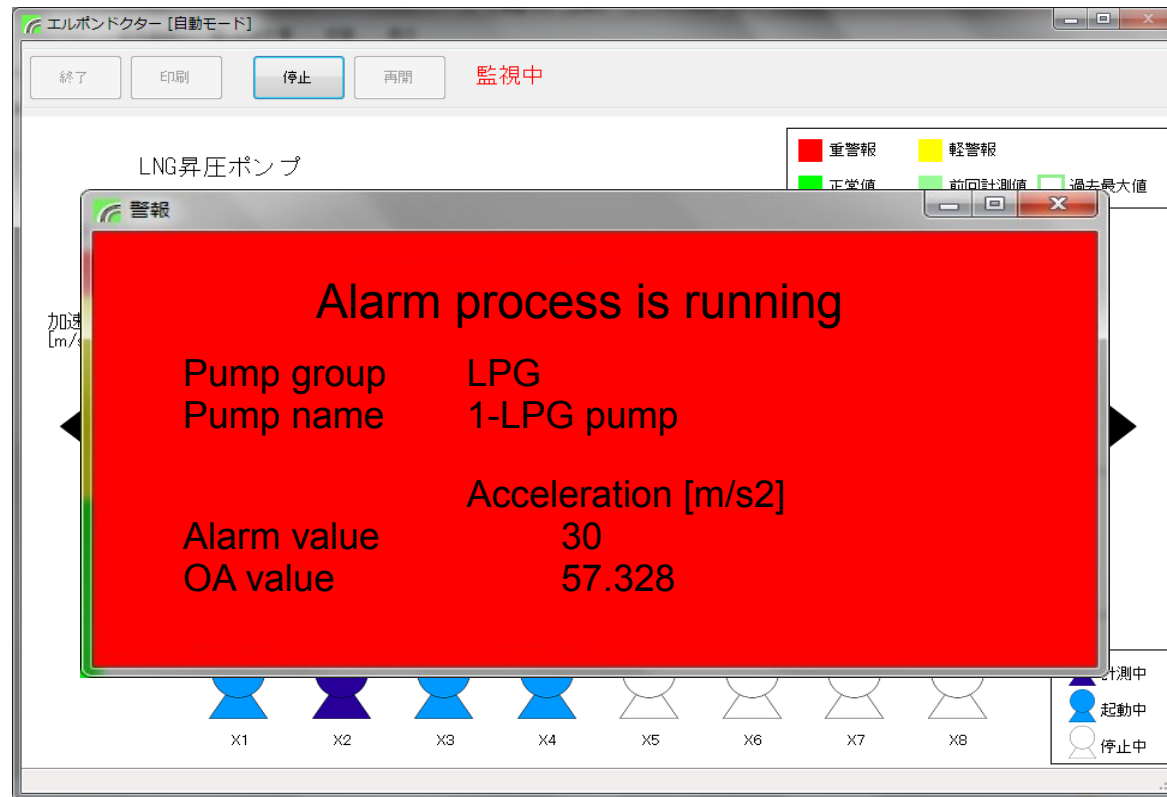 エルポンドクター [自動モード]
終了 印刷 停止 再開 監視中
LNG昇圧ポンプ
重警報 軽警報
正常値 前回計測値 過去最大値
警報
加速
[m/s
Alarm process is running
Pump group LPG
Pump name 1-LPG pump
Acceleration [m/s2]
Alarm value 30
OA value 57.328
計測中
起動中
停止中
X1 X2 X3 X4 X5 X6 X7 X8